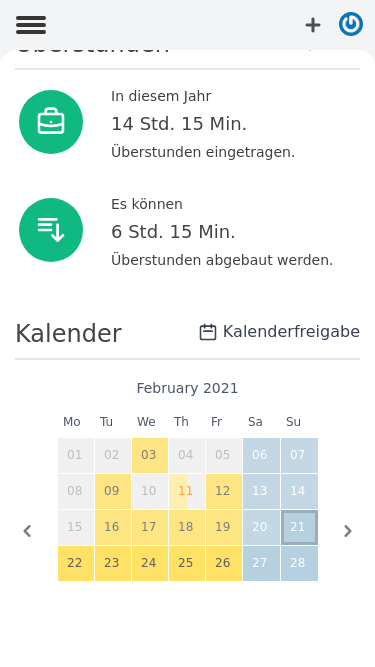 Überstunden
In diesem Jahr
14 Std. 15 Min.
Überstunden eingetragen.
Es können
6 Std. 15 Min.
Überstunden abgebaut werden.
Kalender
Kalenderfreigabe
February 2021
Mo Tu We Th Fr Sa Su
01 02 03 04 05 06 07
08 09 10 11 12 13 14
15 16 17 18 19 20 21
22 23 24 25 26 27 28